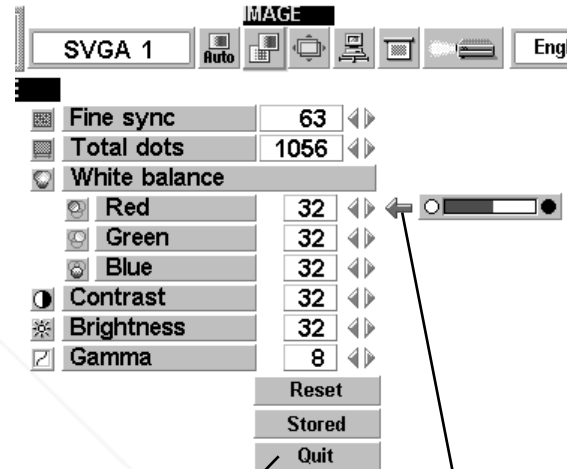 IMAGE
SVGA 1 Auto
Fine sync 63
Total dots 1056
White balance
Red 32
Green 32
Blue 32
Contrast 32
Brightness 32
Gamma 8
Reset
Stored
Quit